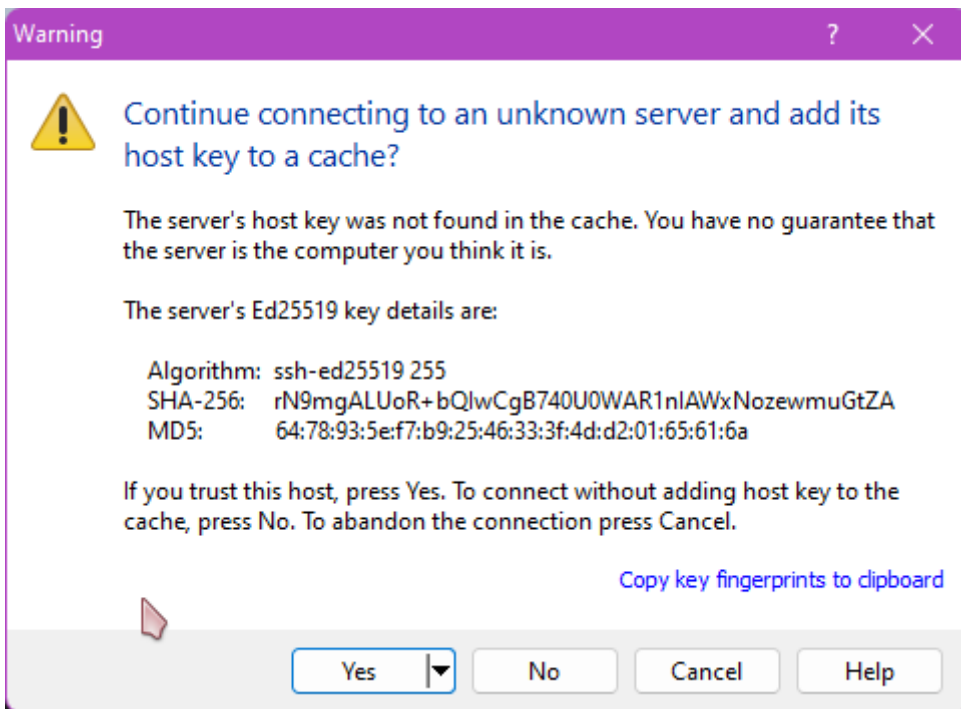 Warning
?
Continue connecting to an unknown server and add its
host key to a cache?
The server's host key was not found in the cache. You have no guarantee that
the server is the computer you think it is.
The server's Ed25519 key details are:
Algorithm: ssh-ed25519 255
SHA-256: rN9mgALUoR+bQlwCgB740U0WAR1nlAWxNozewmuGtZA
MD5: 64:78:93:5e:f7:b9:25:46:33:3f:4d:d2:01:65:61:6a
If you trust this host, press Yes. To connect without adding host key to the
cache, press No. To abandon the connection press Cancel.
Copy key fingerprints to clipboard
Yes No Cancel Help